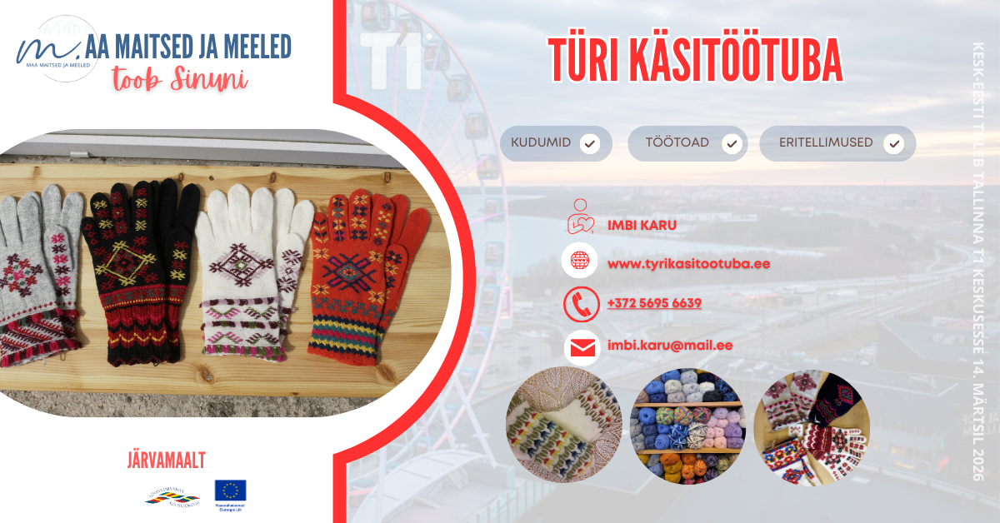 m.AA MAITSED JA MEELED
MAA MAITSED JA MEELED
toob Sinuni
JÄRVAMAALT
Kaasrahastanud
Euroopa Liit
T1
TÜRI KÄSITÖÖTUBA
KUDUMID
TÖÖTOAD
ERITELLIMUSED
IMBI KARU
www.tyrikasitootuba.ee
+372 5695 6639
imbi.karu@mail.ee
KESK-EESTI TULEB TALLINNA T1 KESKUSESSE 14. MÄRTSIL 2026